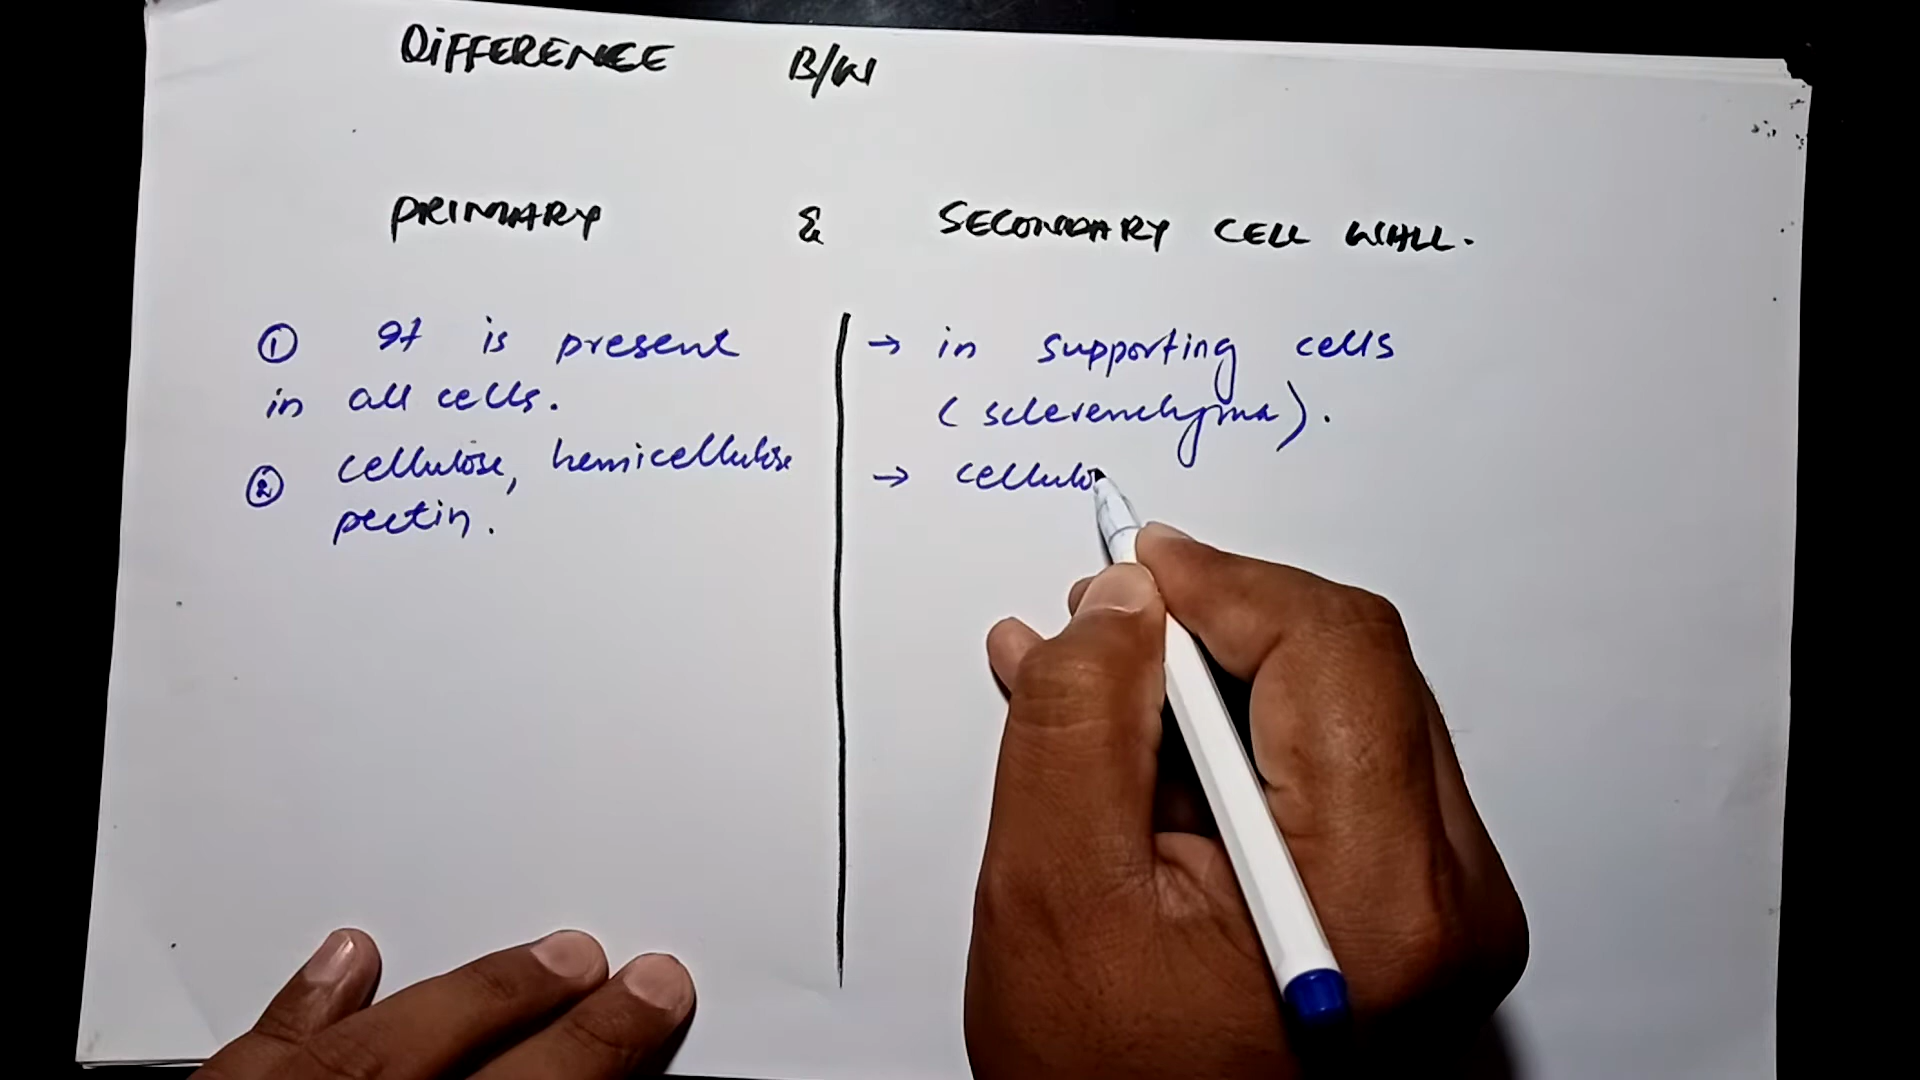 DIFFERENCE B/W
PRIMARY & SECONDARY CELL WALL.
① It is present
in all cells.
② cellulose, hemicellulose
pectin.
→ in supporting cells
(sclerenchyma).
→ cellulo